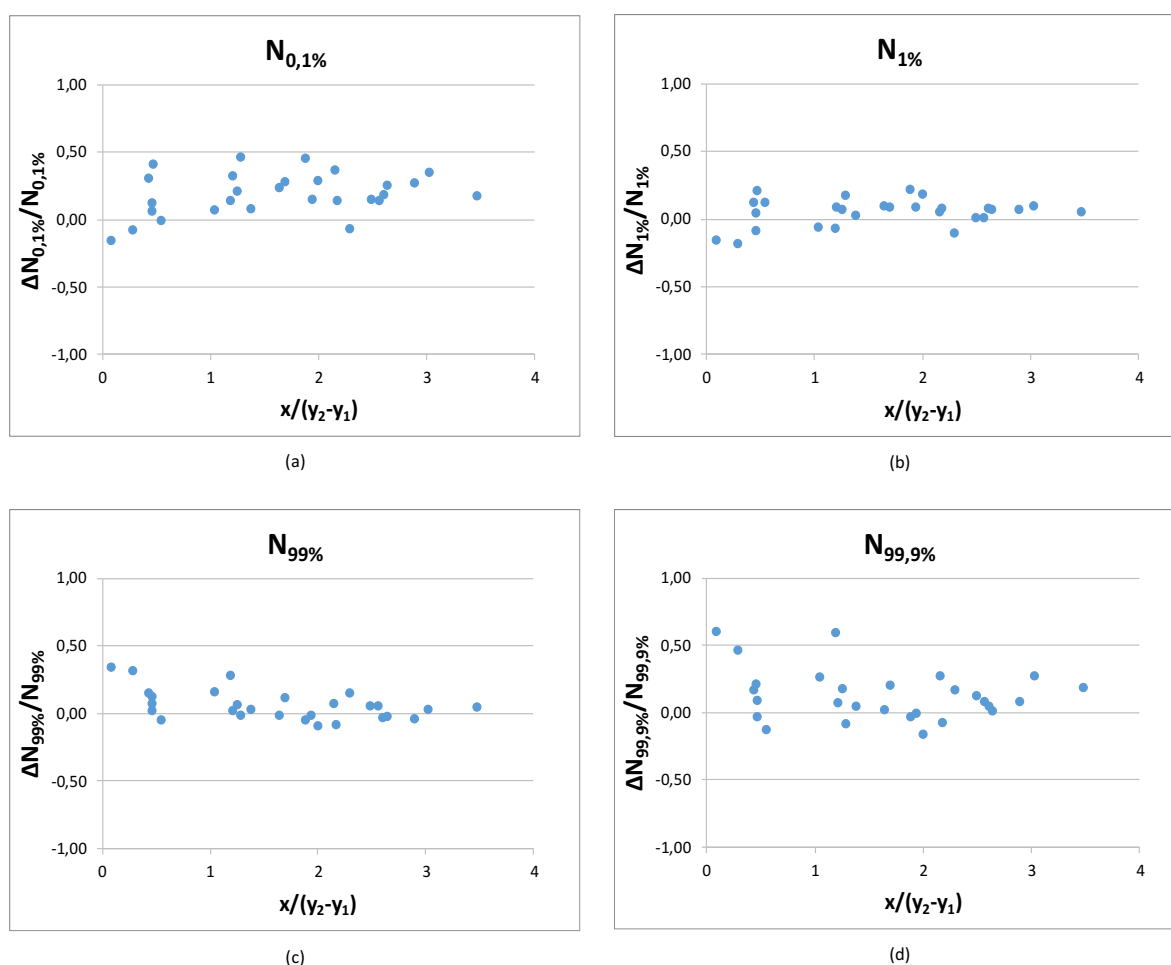 N0,1%
1,00
0,50
0,00
-0,50
-1,00
ΔN0,1%/N0,1%
0 1 2 3 4
x/(y2-y1)
(a)
N1%
1,00
0,50
0,00
-0,50
-1,00
ΔN1%/N1%
0 1 2 3 4
x/(y2-y1)
(b)
N99%
1,00
0,50
0,00
-0,50
-1,00
ΔN99%/N99%
0 1 2 3 4
x/(y2-y1)
(c)
N99,9%
1,00
0,50
0,00
-0,50
-1,00
ΔN99,9%/N99,9%
0 1 2 3 4
x/(y2-y1)
(d)